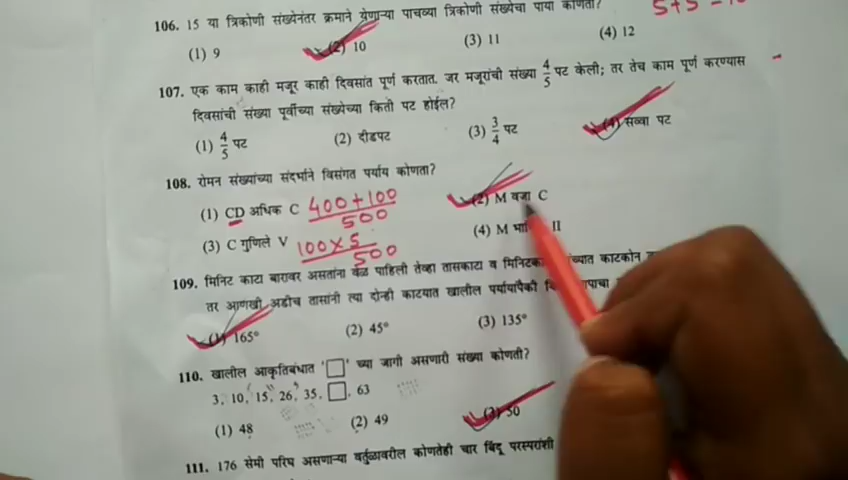 5+5
106. 15 या त्रिकोणी संख्येनंतर क्रमाने येणाऱ्या पाचव्या त्रिकोणी संख्येचा पाया कोणता?
(1) 9 (2) 10 (3) 11 (4) 12
107. एक काम काही मजूर काही दिवसांत पूर्ण करतात. जर मजूरांची संख्या 4/5 पट केली; तर तेच काम पूर्ण करण्यास
दिवसांची संख्या पूर्वीच्या संख्येच्या किती पट होईल?
(1) 4/5 पट (2) दीडपट (3) 3/4 पट (4) सव्वा पट
108. रोमन संख्यांच्या संदर्भाने विसंगत पर्याय कोणता?
(1) CD अधिक C 400+100 (2) M वजा C
500
(3) C गुणिले V 100×5 (4) M II
500
109. मिनिट काटा बारावर असतांना वेळ पाहिली तेव्हा तासकाटा व काटकोन
तर आणखी अडीच तासांनी त्या दोन्ही काटयात खालील पर्यायांपैकी
(1) 165° (2) 45° (3) 135°
110. खालील आकृतिबंधात '□' च्या जागी असणारी संख्या कोणती?
3, 10, 15, 26, 35, □, 63
(1) 48 (2) 49 (3) 50
111. 176 सेमी परिघ असणाऱ्या वर्तुळावरील कोणतेही चार बिंदू परस्परांशी